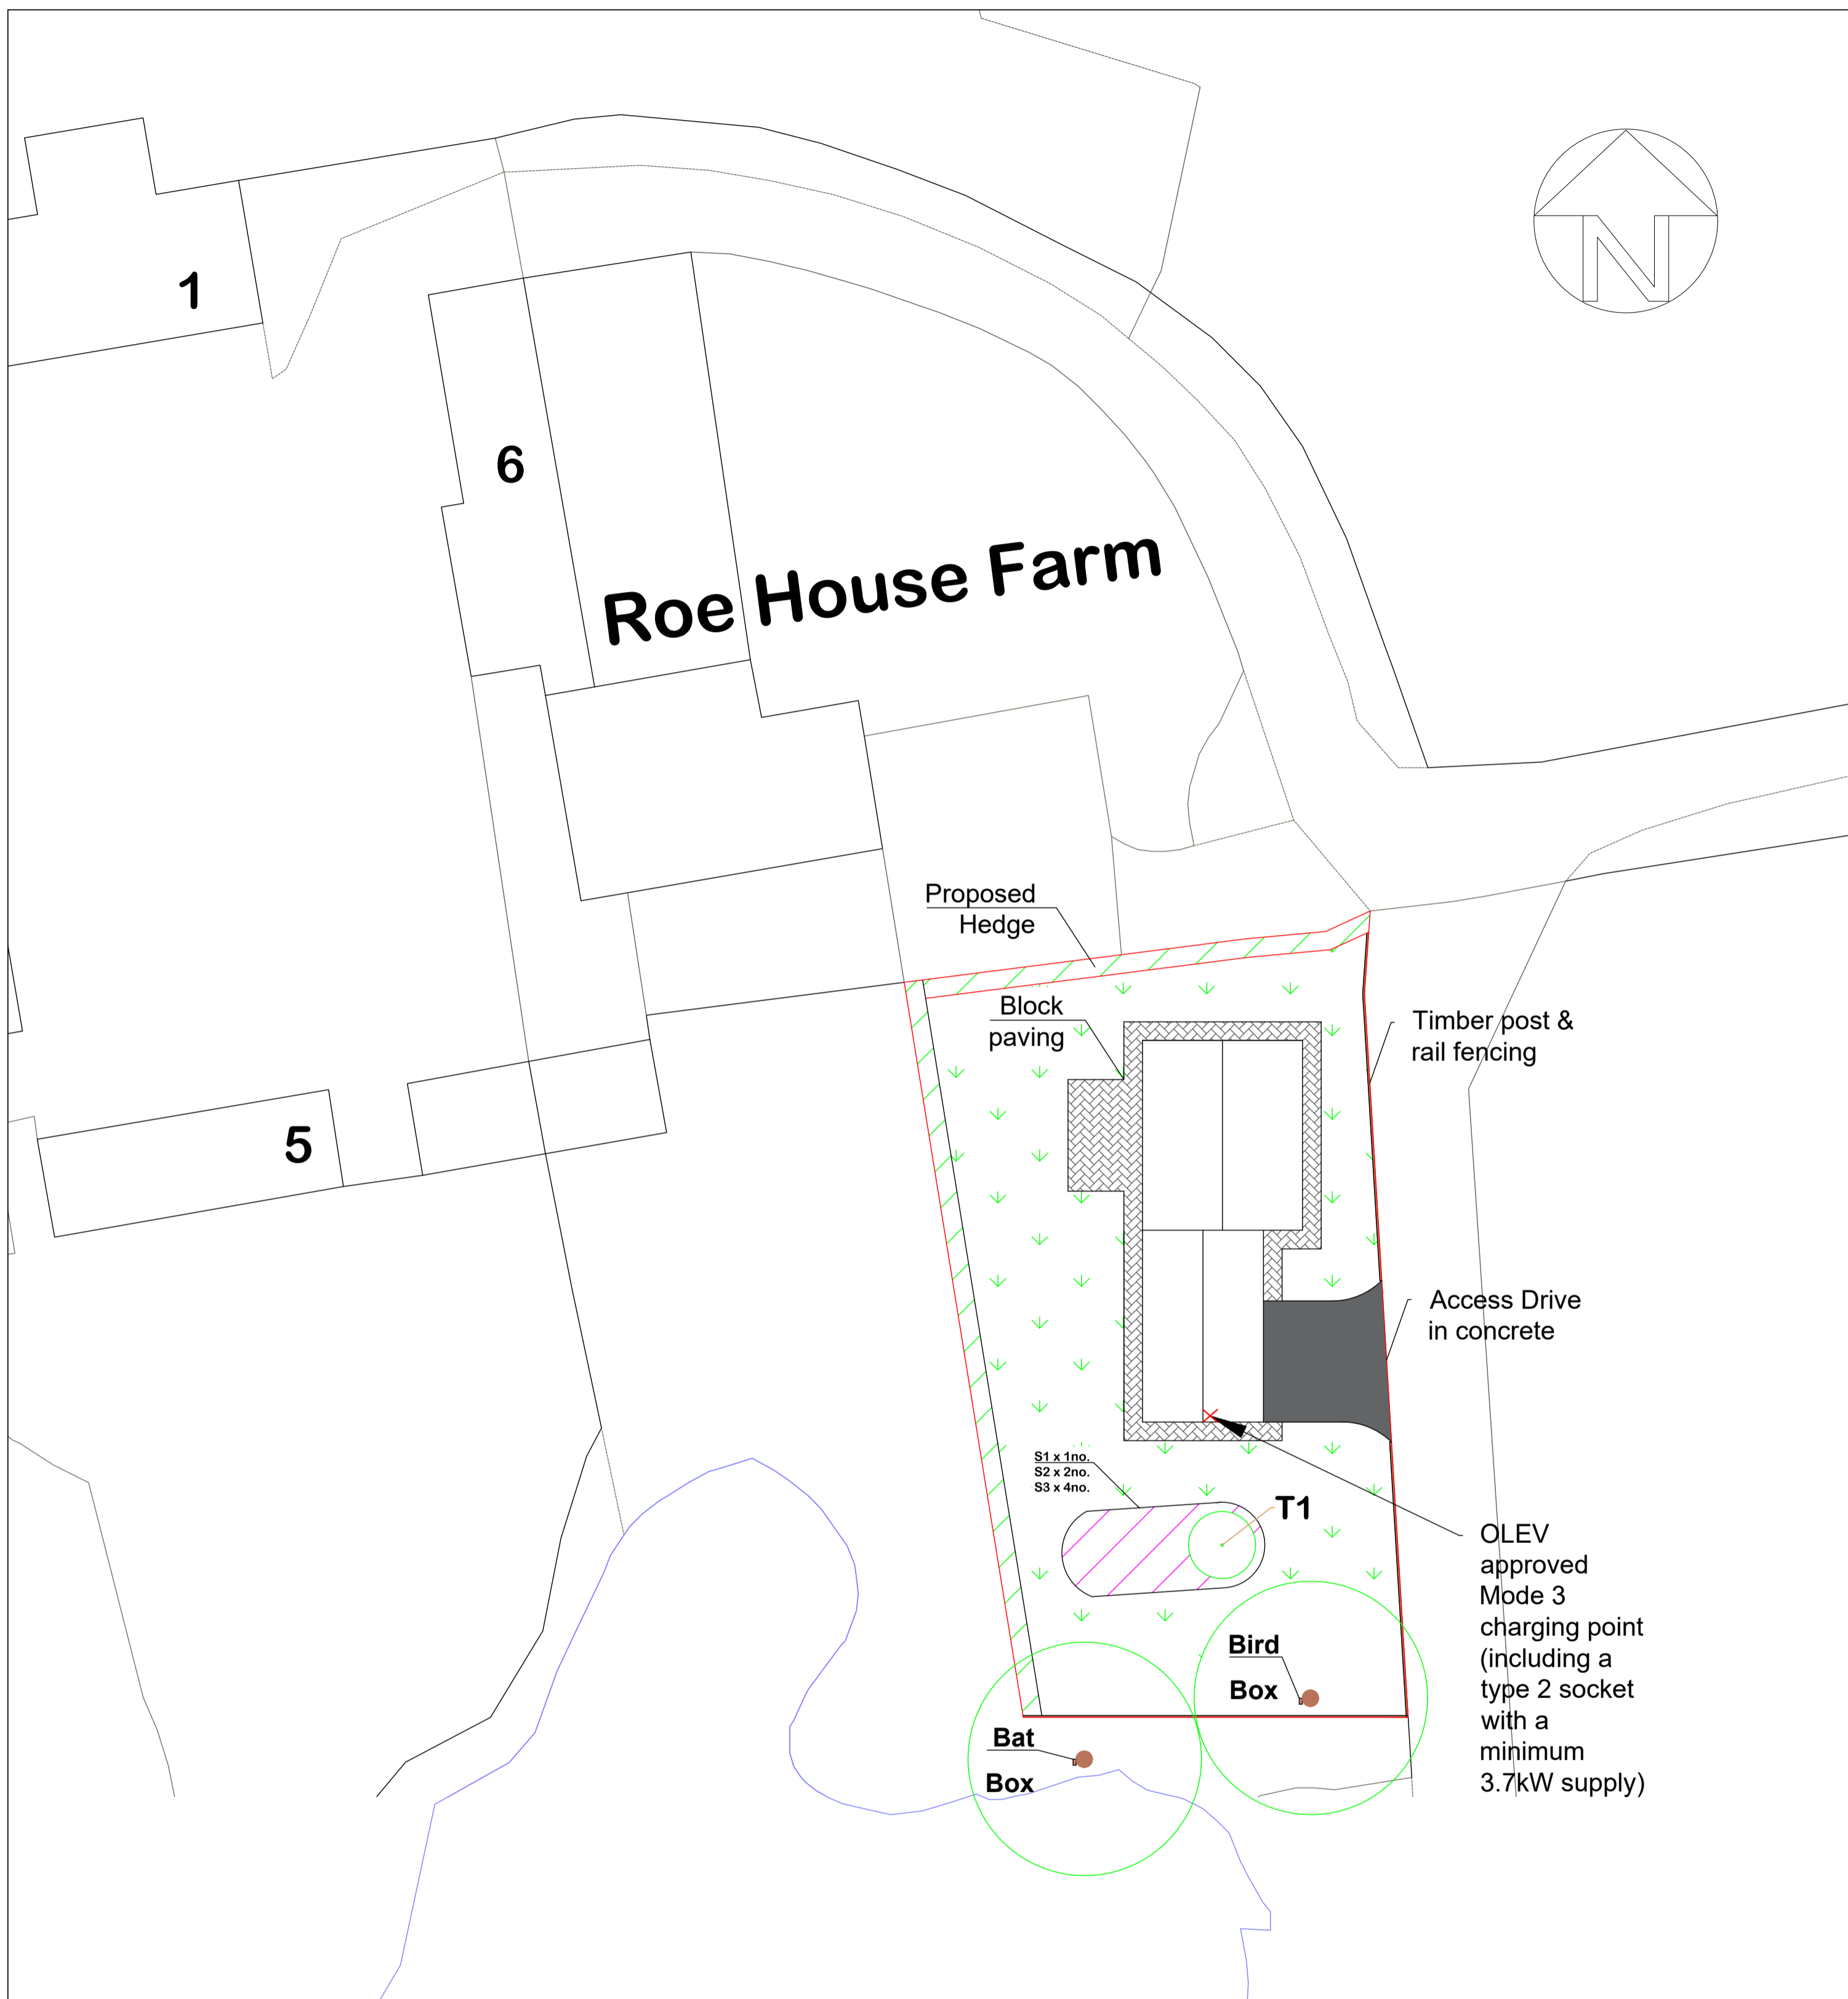 1
N
6
Roe House Farm
Proposed
Hedge
Block
paving
Timber post &
rail fencing
5
Access Drive
in concrete
S1 x 1no.
S2 x 2no.
S3 x 4no.
T1
OLEV
approved
Mode 3
charging point
(including a
type 2 socket
with a
minimum
3.7kW supply)
Bird
Box
Bat
Box